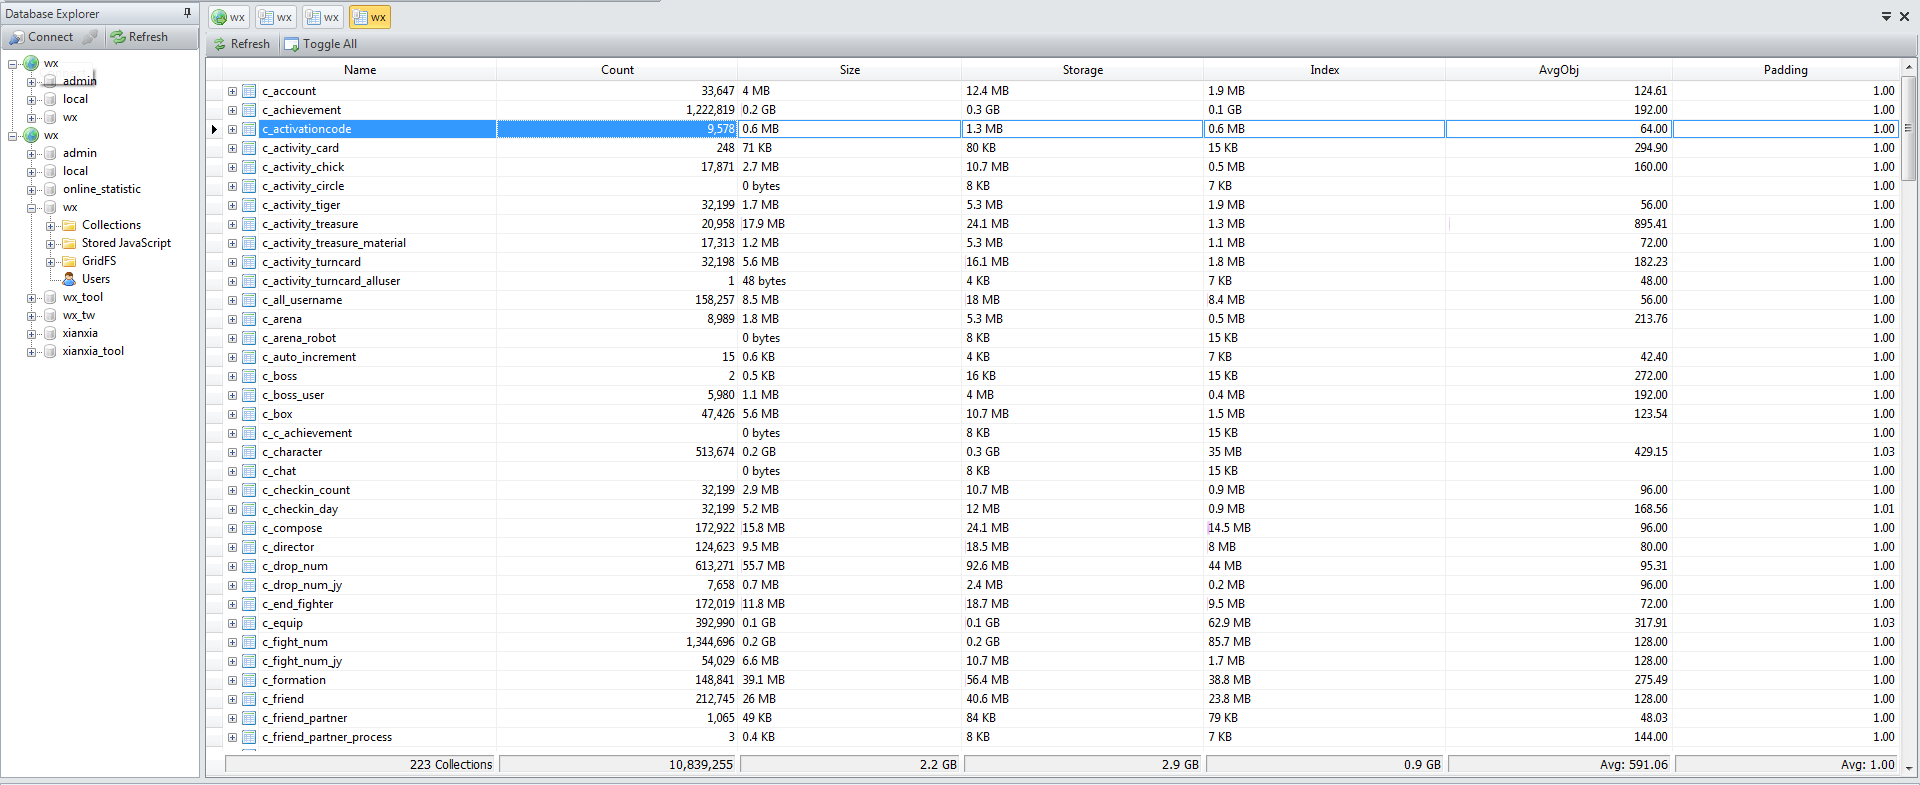 Database Explorer
Connect Refresh
wx
admin
local
wx
wx
admin
local
online_statistic
wx
Collections
Stored JavaScript
GridFS
Users
wx_tool
wx_tw
xianxia
xianxia_tool
wx wx wx wx
Refresh Toggle All
Name Count Size Storage Index AvgObj Padding
c_account 33,647 4 MB 12.4 MB 1.9 MB 124.61 1.00
c_achievement 1,222,819 0.2 GB 0.3 GB 0.1 GB 192.00 1.00
c_activationcode 9,578 0.6 MB 1.3 MB 0.6 MB 64.00 1.00
c_activity_card 248 71 KB 80 KB 15 KB 294.90 1.00
c_activity_chick 17,871 2.7 MB 10.7 MB 0.5 MB 160.00 1.00
c_activity_circle 0 bytes 8 KB 7 KB 1.00
c_activity_tiger 32,199 1.7 MB 5.3 MB 1.9 MB 56.00 1.00
c_activity_treasure 20,958 17.9 MB 24.1 MB 1.3 MB 895.41 1.00
c_activity_treasure_material 17,313 1.2 MB 5.3 MB 1.1 MB 72.00 1.00
c_activity_turncard 32,198 5.6 MB 16.1 MB 1.8 MB 182.23 1.00
c_activity_turncard_alluser 1 48 bytes 4 KB 7 KB 48.00 1.00
c_all_username 158,257 8.5 MB 18 MB 8.4 MB 56.00 1.00
c_arena 8,989 1.8 MB 5.3 MB 0.5 MB 213.76 1.00
c_arena_robot 0 bytes 8 KB 15 KB 1.00
c_auto_increment 15 0.6 KB 4 KB 7 KB 42.40 1.00
c_boss 2 0.5 KB 16 KB 15 KB 272.00 1.00
c_boss_user 5,980 1.1 MB 4 MB 0.4 MB 192.00 1.00
c_box 47,426 5.6 MB 10.7 MB 1.5 MB 123.54 1.00
c_c_achievement 0 bytes 8 KB 15 KB 1.00
c_character 513,674 0.2 GB 0.3 GB 35 MB 429.15 1.03
c_chat 0 bytes 8 KB 15 KB 1.00
c_checkin_count 32,199 2.9 MB 10.7 MB 0.9 MB 96.00 1.00
c_checkin_day 32,199 5.2 MB 12 MB 0.9 MB 168.56 1.01
c_compose 172,922 15.8 MB 24.1 MB 14.5 MB 96.00 1.00
c_director 124,623 9.5 MB 18.5 MB 8 MB 80.00 1.00
c_drop_num 613,271 55.7 MB 92.6 MB 44 MB 95.31 1.00
c_drop_num_jy 7,658 0.7 MB 2.4 MB 0.2 MB 96.00 1.00
c_end_fighter 172,019 11.8 MB 18.7 MB 9.5 MB 72.00 1.00
c_equip 392,990 0.1 GB 0.1 GB 62.9 MB 317.91 1.03
c_fight_num 1,344,696 0.2 GB 0.2 GB 85.7 MB 128.00 1.00
c_fight_num_jy 54,029 6.6 MB 10.7 MB 1.7 MB 128.00 1.00
c_formation 148,841 39.1 MB 56.4 MB 38.8 MB 275.49 1.00
c_friend 212,745 26 MB 40.6 MB 23.8 MB 128.00 1.00
c_friend_partner 1,065 49 KB 84 KB 79 KB 48.03 1.00
c_friend_partner_process 3 0.4 KB 8 KB 7 KB 144.00 1.00
223 Collections 10,839,255 2.2 GB 2.9 GB 0.9 GB Avg: 591.06 Avg: 1.00